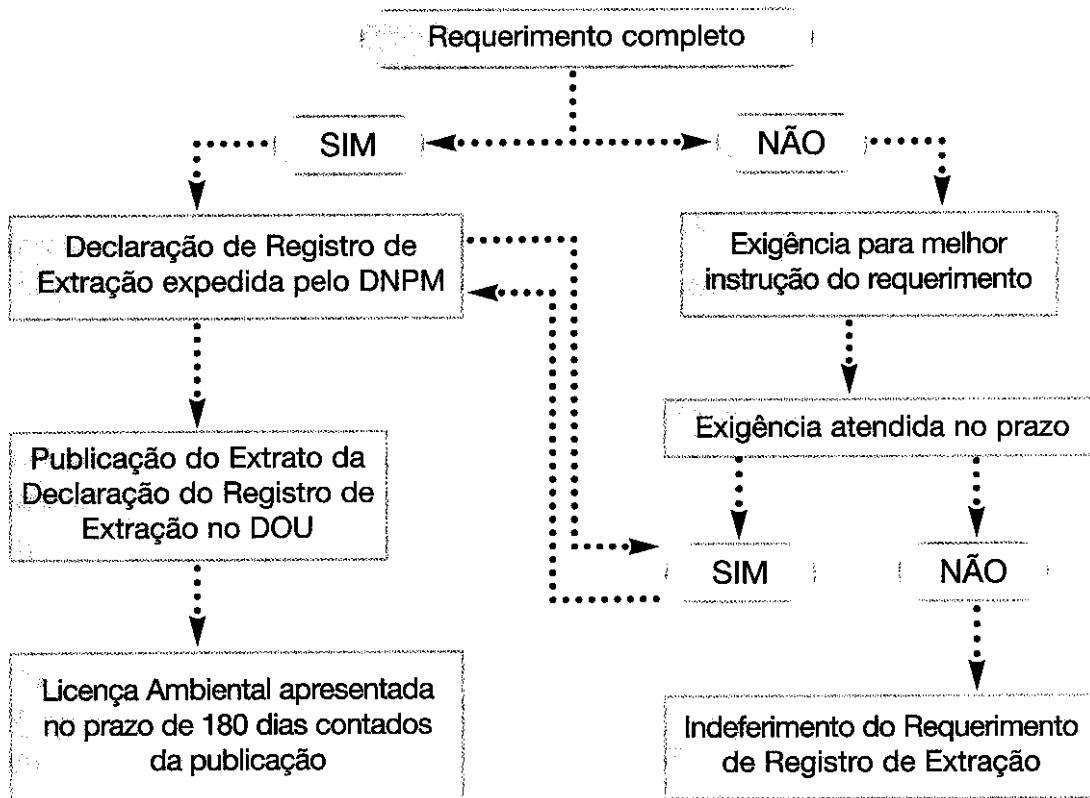 Requerimento completo
SIM
NÃO
Declaração de Registro de
Extração expedida pelo DNPM
Exigência para melhor
instrução do requerimento
Exigência atendida no prazo
Publicação do Extrato da
Declaração do Registro de
Extração no DOU
SIM
NÃO
Licença Ambiental apresentada
no prazo de 180 dias contados
da publicação
Indeferimento do Requerimento
de Registro de Extração